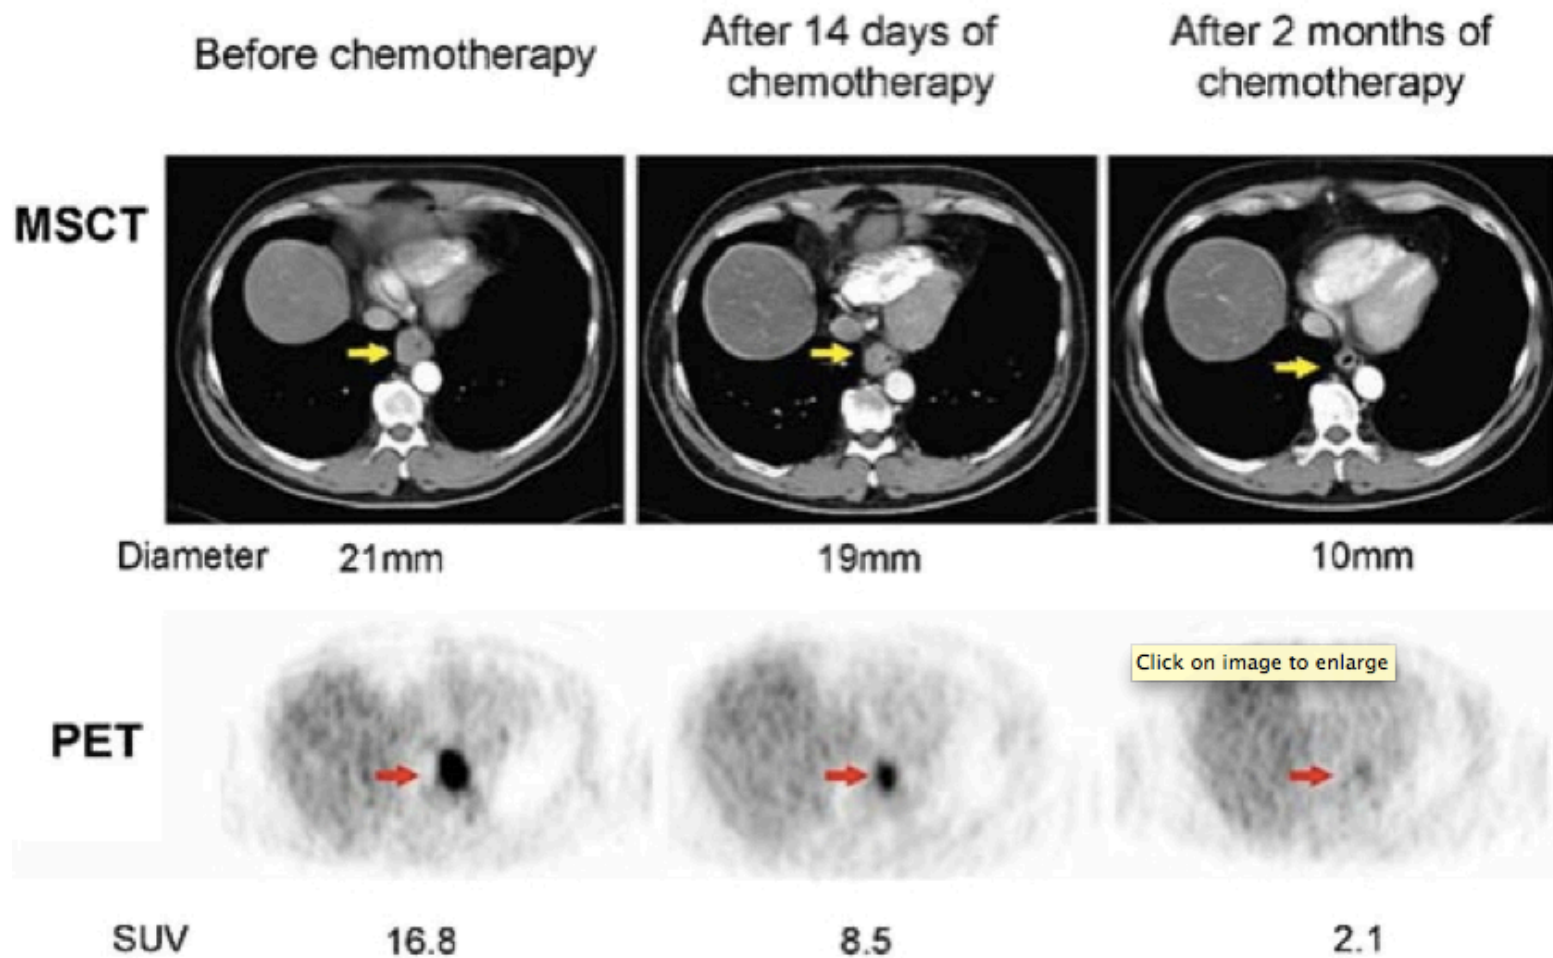 Before chemotherapy
After 14 days of
chemotherapy
After 2 months of
chemotherapy
MSCT
Diameter 21mm 19mm 10mm
Click on image to enlarge
PET
SUV 16.8 8.5 2.1